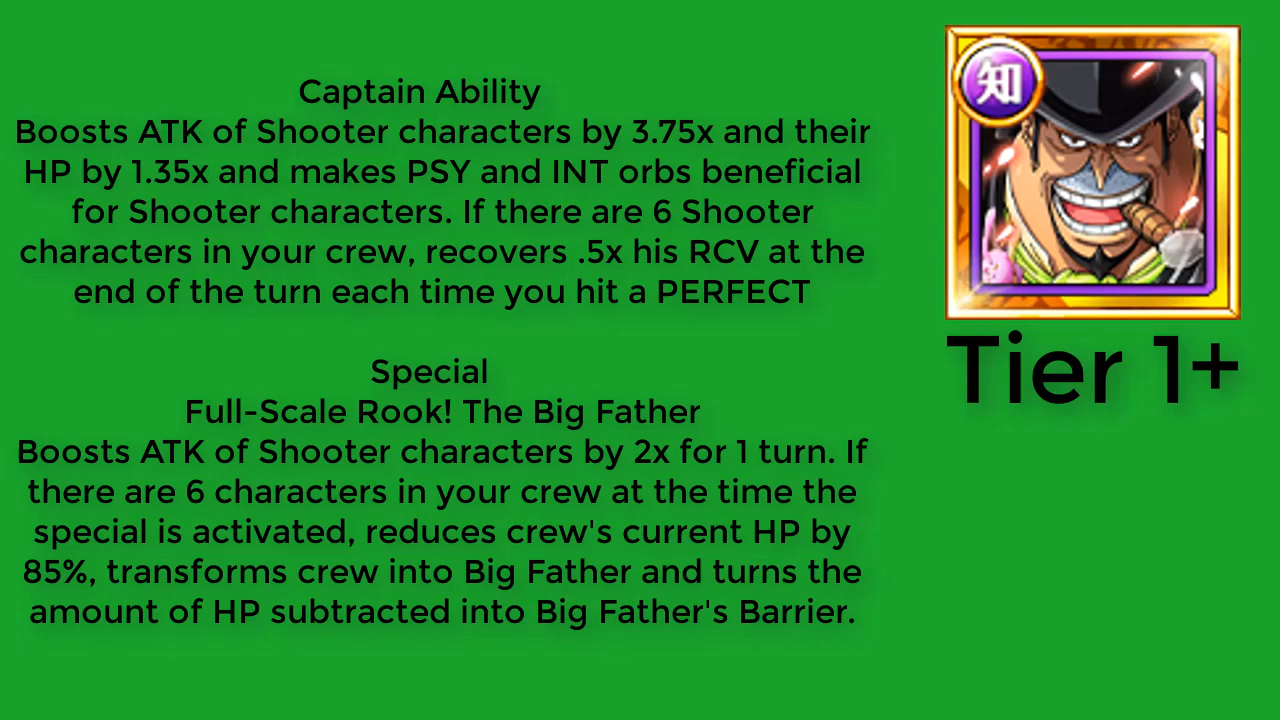 Captain Ability
Boosts ATK of Shooter characters by 3.75x and their
HP by 1.35x and makes PSY and INT orbs beneficial
for Shooter characters. If there are 6 Shooter
characters in your crew, recovers .5x his RCV at the
end of the turn each time you hit a PERFECT
Special
Full-Scale Rook! The Big Father
Boosts ATK of Shooter characters by 2x for 1 turn. If
there are 6 characters in your crew at the time the
special is activated, reduces crew's current HP by
85%, transforms crew into Big Father and turns the
amount of HP subtracted into Big Father's Barrier.
知
Tier 1+